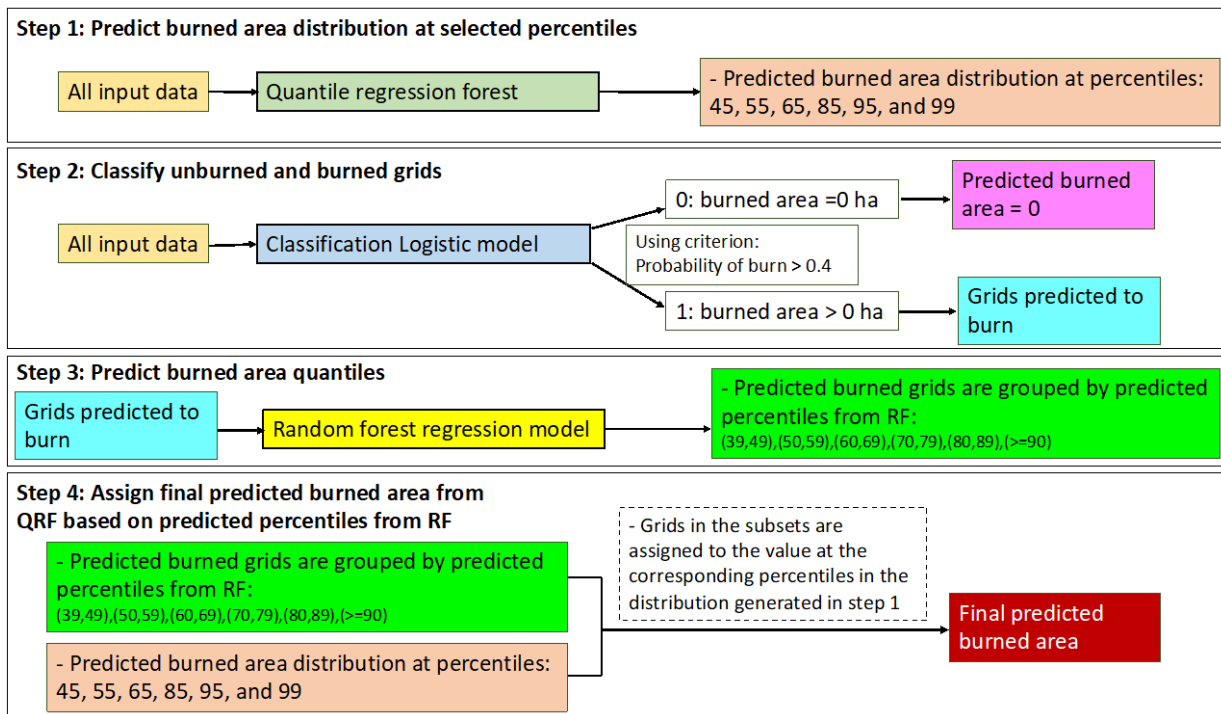 Step 1: Predict burned area distribution at selected percentiles
All input data
Quantile regression forest
- Predicted burned area distribution at percentiles:
45, 55, 65, 85, 95, and 99
Step 2: Classify unburned and burned grids
All input data
Classification Logistic model
0: burned area =0 ha
Using criterion:
Probability of burn > 0.4
1: burned area > 0 ha
Predicted burned
area = 0
Grids predicted to
burn
Step 3: Predict burned area quantiles
Grids predicted to
burn
Random forest regression model
- Predicted burned grids are grouped by predicted
percentiles from RF:
(39,49),(50,59),(60,69),(70,79),(80,89),(>=90)
Step 4: Assign final predicted burned area from
QRF based on predicted percentiles from RF
- Predicted burned grids are grouped by predicted
percentiles from RF:
(39,49),(50,59),(60,69),(70,79),(80,89),(>=90)
- Predicted burned area distribution at percentiles:
45, 55, 65, 85, 95, and 99
- Grids in the subsets are
assigned to the value at the
corresponding percentiles in the
distribution generated in step 1
Final predicted
burned area